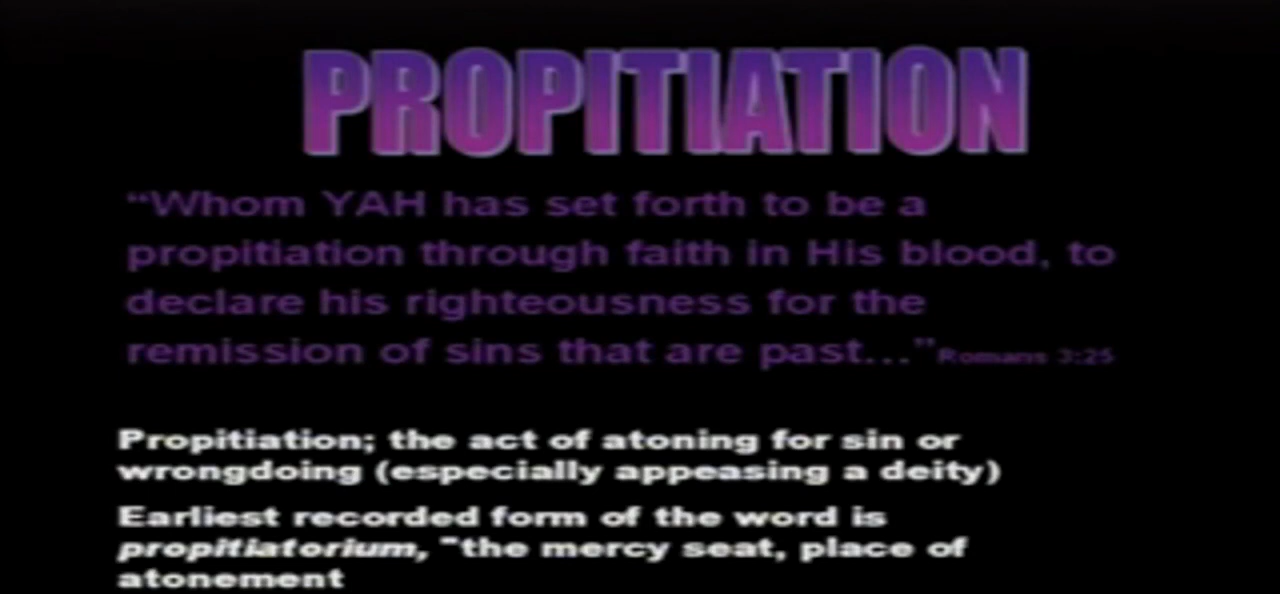 PROPITIATION
“Whom YAH has set forth to be a
propitiation through faith in His blood, to
declare his righteousness for the
remission of sins that are past...” Romans 3:25
Propitiation; the act of atoning for sin or
wrongdoing (especially appeasing a deity)
Earliest recorded form of the word is
propitiatorium, "the mercy seat, place of
atonement